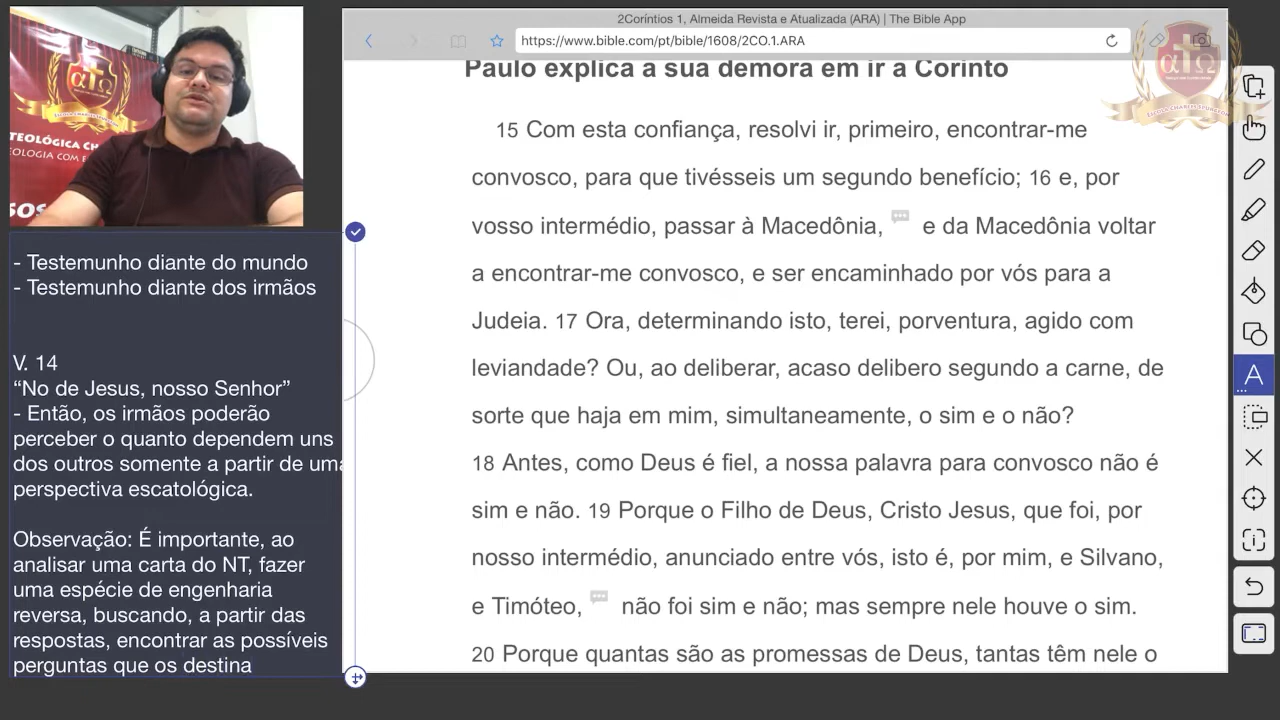 TEOLÓGICA CH
- Testemunho diante do mundo
- Testemunho diante dos irmãos
V. 14
“No de Jesus, nosso Senhor”
- Então, os irmãos poderão
perceber o quanto dependem uns
dos outros somente a partir de uma
perspectiva escatológica.
Observação: É importante, ao
analisar uma carta do NT, fazer
uma espécie de engenharia
reversa, buscando, a partir das
respostas, encontrar as possíveis
perguntas que os destina
2Coríntios 1, Almeida Revista e Atualizada (ARA) | The Bible App
https://www.bible.com/pt/bible/1608/2CO.1.ARA
Paulo explica a sua demora em ir a Corinto
15 Com esta confiança, resolvi ir, primeiro, encontrar-me
convosco, para que tivésseis um segundo benefício; 16 e, por
vosso intermédio, passar à Macedônia, e da Macedônia voltar
a encontrar-me convosco, e ser encaminhado por vós para a
Judeia. 17 Ora, determinando isto, terei, porventura, agido com
leviandade? Ou, ao deliberar, acaso delibero segundo a carne, de
sorte que haja em mim, simultaneamente, o sim e o não?
18 Antes, como Deus é fiel, a nossa palavra para convosco não é
sim e não. 19 Porque o Filho de Deus, Cristo Jesus, que foi, por
nosso intermédio, anunciado entre vós, isto é, por mim, e Silvano,
e Timóteo, não foi sim e não; mas sempre nele houve o sim.
20 Porque quantas são as promessas de Deus, tantas têm nele o
α Ω
ESCOLA CHARLES SPURGEON
A